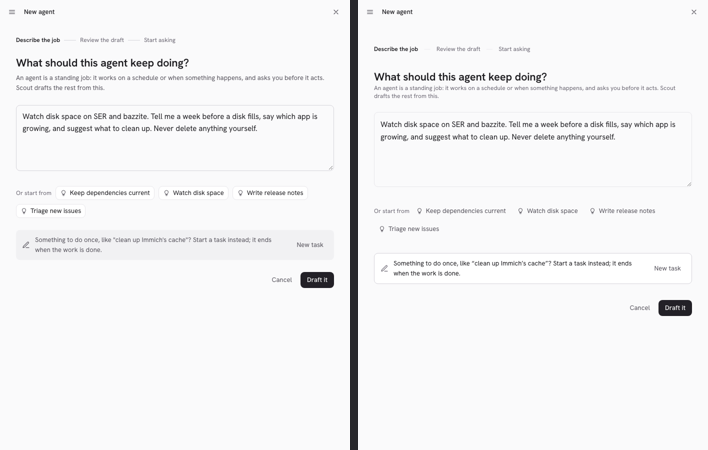 New agent
Describe the job
Review the draft
Start asking
What should this agent keep doing?
An agent is a standing job: it works on a schedule or when something happens, and asks you before it acts.
Scout drafts the rest from this.
Watch disk space on SER and bazzite. Tell me a week before a disk fills, say which app is
growing, and suggest what to clean up. Never delete anything yourself.
Or start from
Keep dependencies current
Watch disk space
Write release notes
Triage new issues
Something to do once, like “clean up Immich’s cache”? Start a task instead; it ends
when the work is done.
New task
Cancel
Draft it
New agent
Describe the job
Review the draft
Start asking
What should this agent keep doing?
An agent is a standing job: it works on a schedule or when something happens, and asks you before it acts. Scout
drafts the rest from this.
Watch disk space on SER and bazzite. Tell me a week before a disk fills, say which app is
growing, and suggest what to clean up. Never delete anything yourself.
Or start from
Keep dependencies current
Watch disk space
Write release notes
Triage new issues
Something to do once, like “clean up Immich’s cache”? Start a task instead; it ends
when the work is done.
New task
Cancel
Draft it